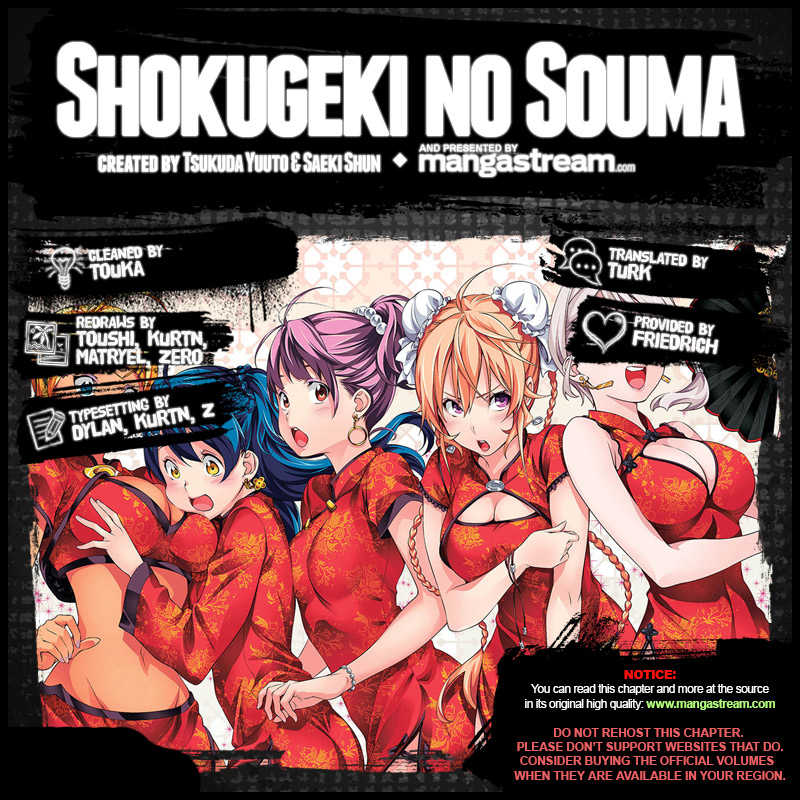 SHOKUGEKI NO SOUMA
CREATED BY TSUKUDA YUUTO & SAEKI SHUN ◆ AND PRESENTED BY mangastream.com
CLEANED BY
TOUKA
TRANSLATED BY
TURK
REDRAWS BY
TOUSHI, KURTN,
MATRYEL, ZERO
PROVIDED BY
FRIEDRICH
TYPESETTING BY
DYLAN, KURTN, Z
NOTICE:
You can read this chapter and more at the source
in its original high quality: www.mangastream.com
DO NOT REHOST THIS CHAPTER.
PLEASE DON'T SUPPORT WEBSITES THAT DO.
CONSIDER BUYING THE OFFICIAL VOLUMES
WHEN THEY ARE AVAILABLE IN YOUR REGION.